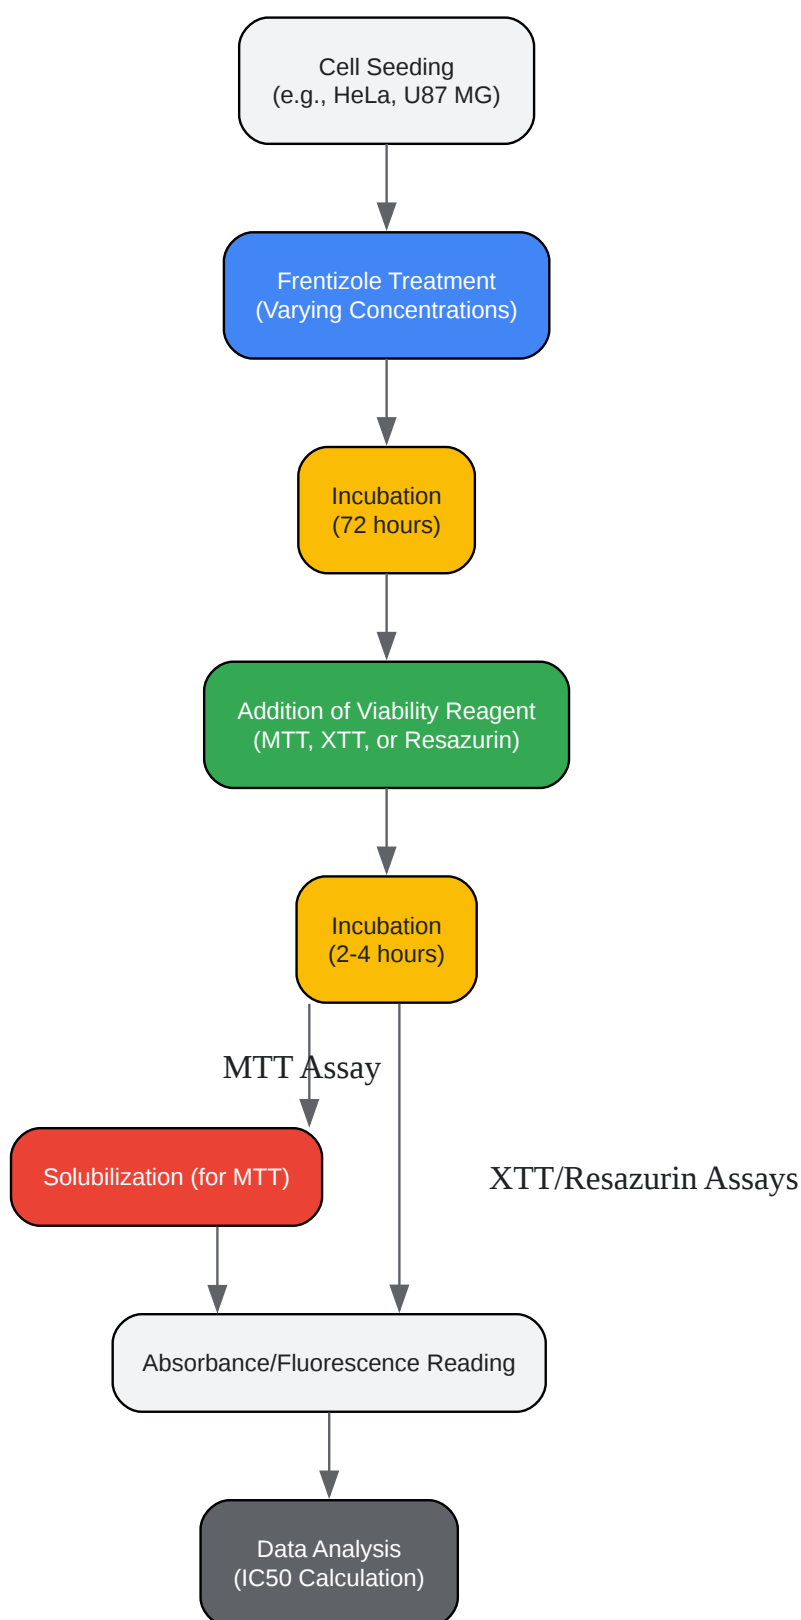 Cell Seeding
(e.g., HeLa, U87 MG)
Frentizole Treatment
(Varying Concentrations)
Incubation
(72 hours)
Addition of Viability Reagent
(MTT, XTT, or Resazurin)
Incubation
(2-4 hours)
MTT Assay
Solubilization (for MTT)
XTT/Resazurin Assays
Absorbance/Fluorescence Reading
Data Analysis
(IC50 Calculation)